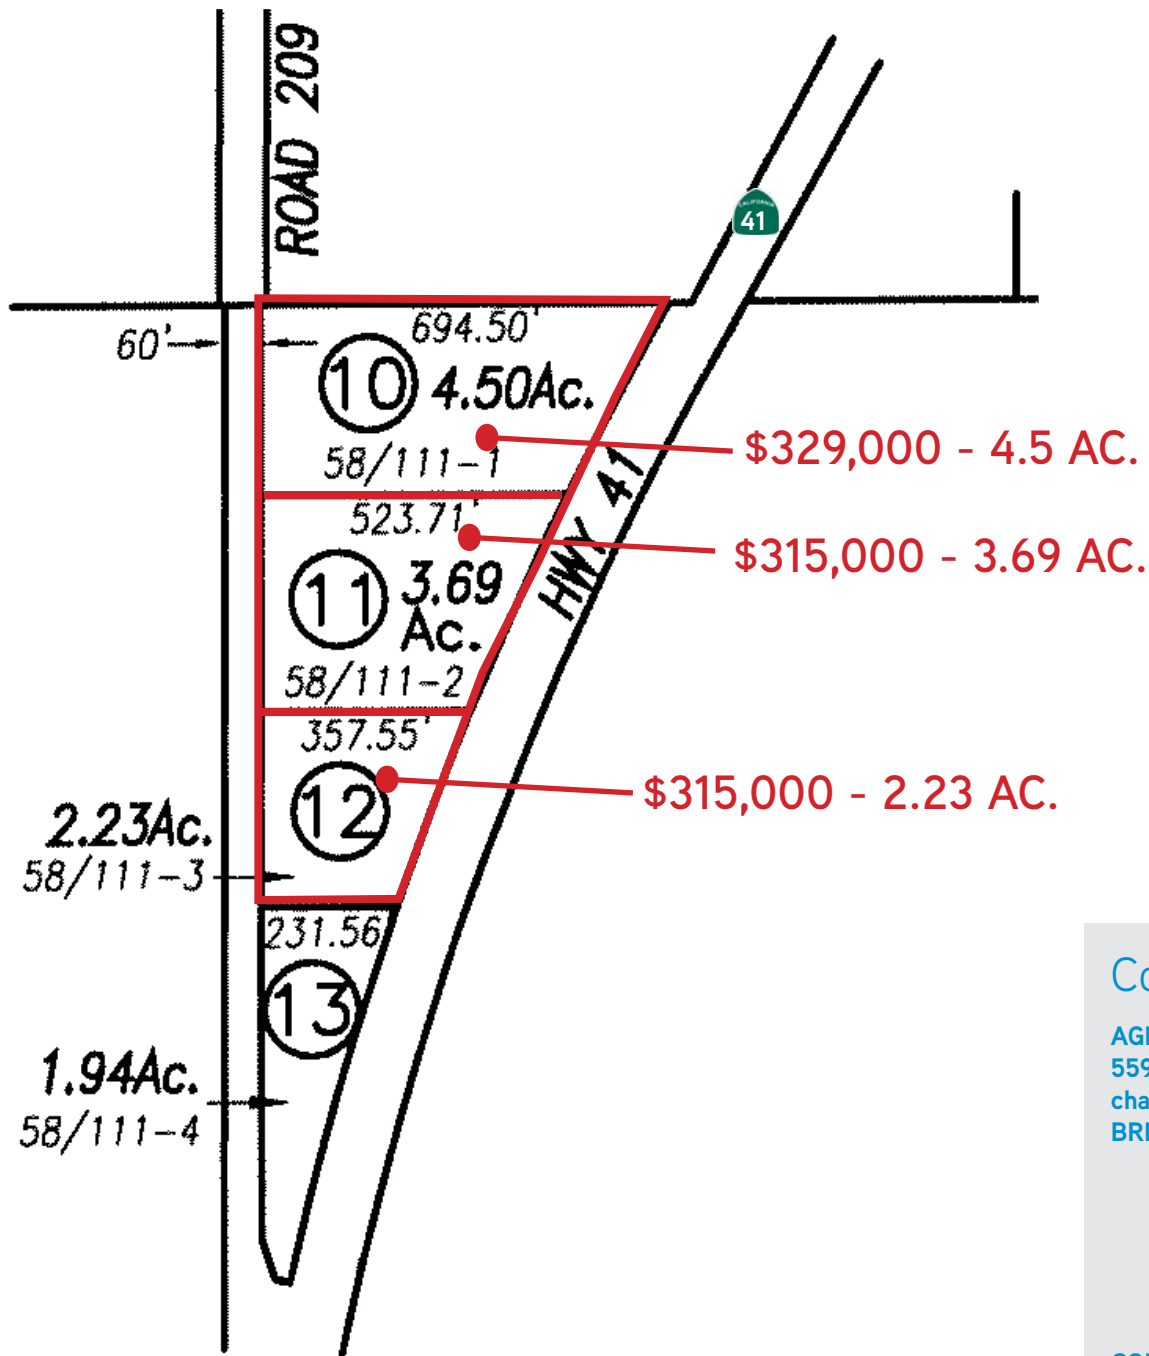 ROAD 209
CALIFORNIA
41
60'
694.50'
10
4.50Ac.
58/111-1
$329,000 - 4.5 AC.
HWY 41
523.71'
11
3.69
Ac.
58/111-2
$315,000 - 3.69 AC.
357.55'
12
$315,000 - 2.23 AC.
2.23Ac.
58/111-3
231.56
13
1.94Ac.
58/111-4
559